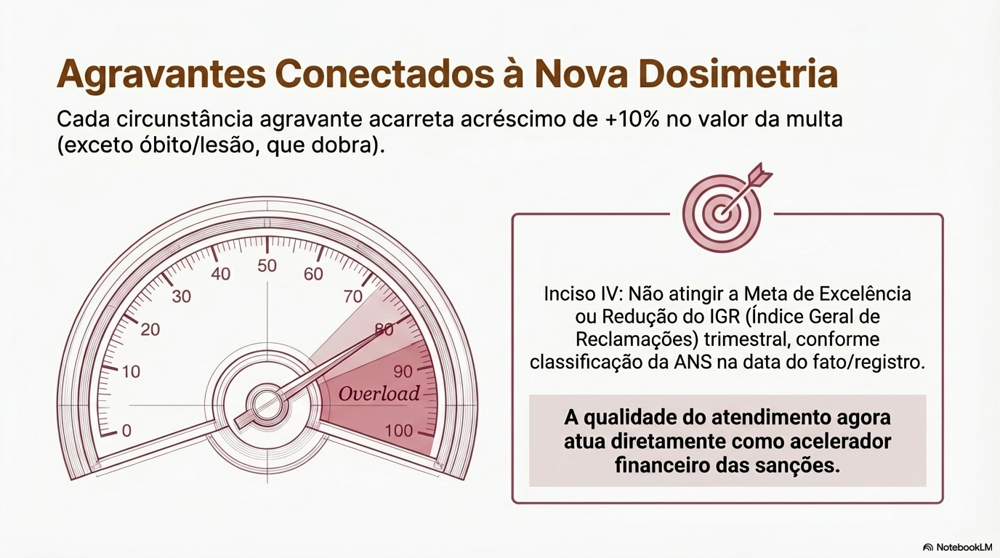 Agravantes Conectados à Nova Dosimetria
Cada circunstância agravante acarreta acréscimo de +10% no valor da multa
(exceto óbito/lesão, que dobra).
0
10
20
30
40
50
60
70
80
90
100
Overload
Inciso IV: Não atingir a Meta de Excelência
ou Redução do IGR (Índice Geral de
Reclamações) trimestral, conforme
classificação da ANS na data do fato/registro.
A qualidade do atendimento agora
atua diretamente como acelerador
financeiro das sanções.
NotebookLM